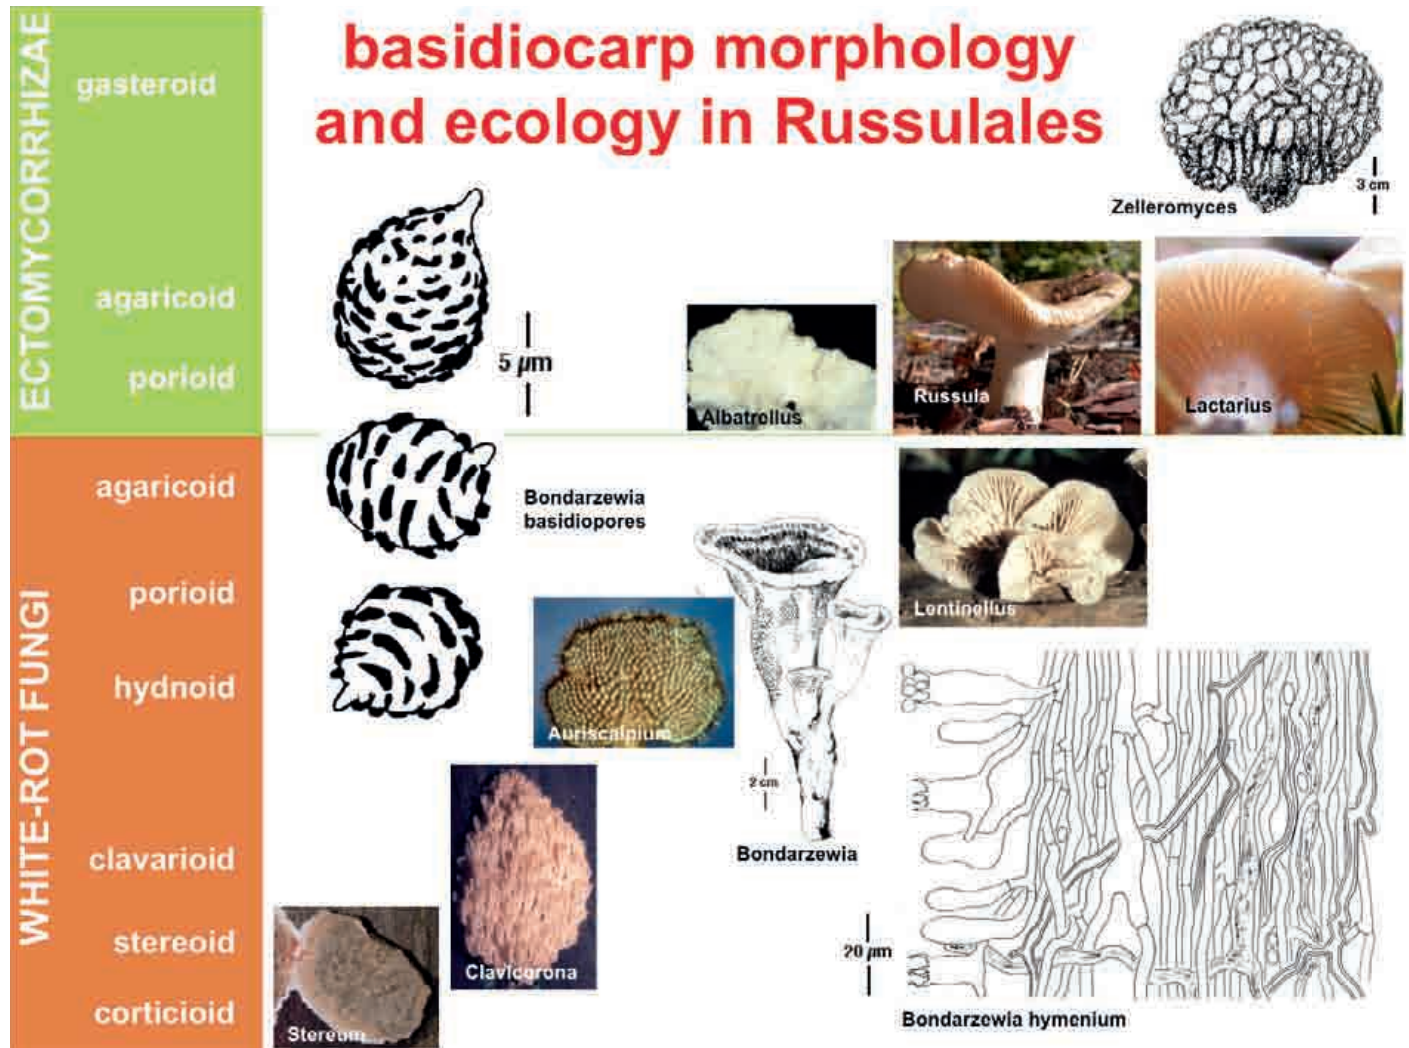 basidiocarp morphology
and ecology in Russulales
ECTOMYCORRHIZAE
gasteroid
agaricoid
porioid
WHITE-ROT FUNGI
agaricoid
porioid
hydnoid
clavarioid
stereoid
corticioid
3 cm
Zelleromyces
5 µm
Albatrellus
Russula
Lactarius
Bondarzewia
basidiopores
Lentinellus
Auriscalpium
2 cm
Bondarzewia
Clavicorona
Stereum
20 µm
Bondarzewia hymenium